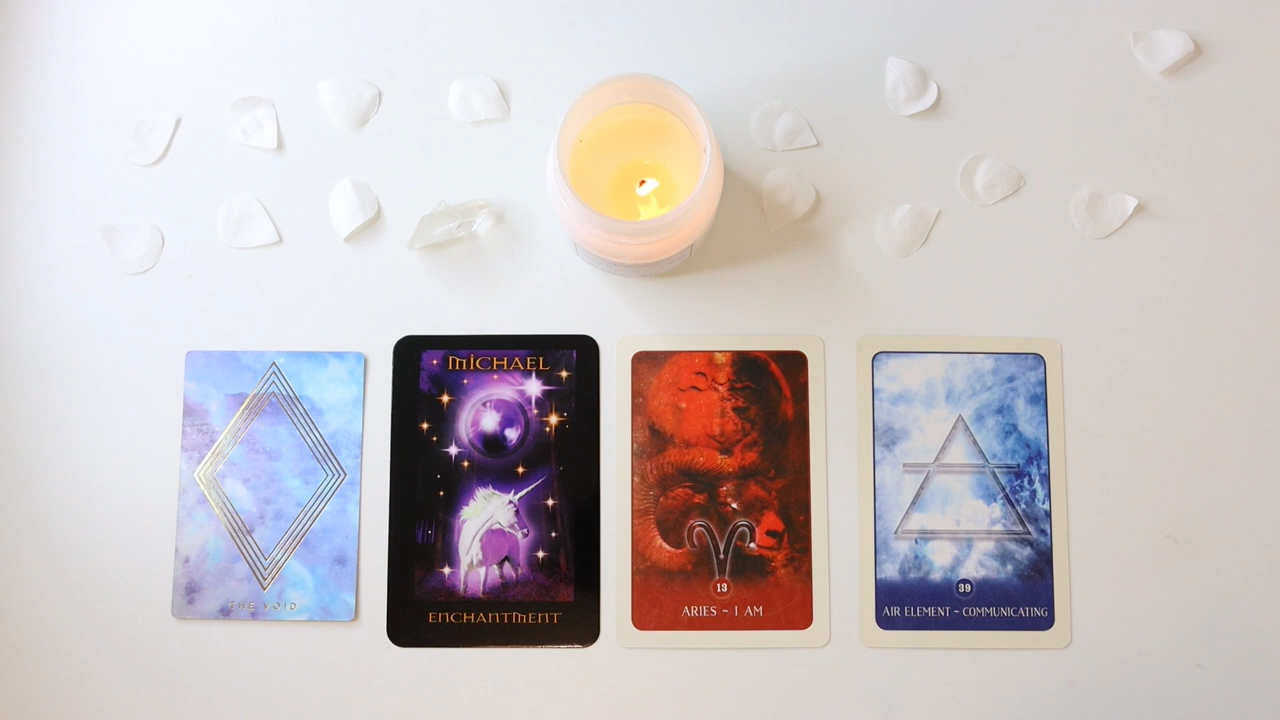 THE VOID
MICHAEL
ENCHANTMENT
13
ARIES ~ I AM
39
AIR ELEMENT ~ COMMUNICATING